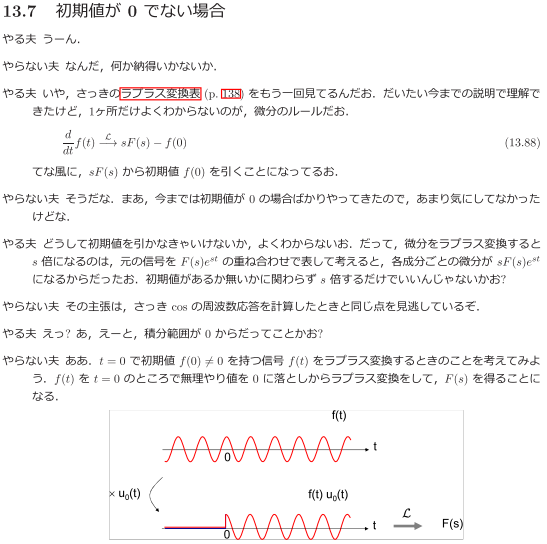 13.7 初期値が 0 でない場合
やる夫 うーん．
やらない夫 なんだ，何か納得いかないか．
やる夫 いや，さっきのラプラス変換表 (p. 138) をもう一回見てるんだお．だいたい今までの説明で理解で
きたけど，1ヶ所だけよくわからないのが，微分のルールだお．
d/dt f(t) →ℒ sF(s) − f(0) (13.88)
てな風に，sF(s) から初期値 f(0) を引くことになってるお．
やらない夫 そうだな．まあ，今までは初期値が 0 の場合ばかりやってきたので，あまり気にしてなかった
けどな．
やる夫 どうして初期値を引かなきゃいけないか，よくわからないお．だって，微分をラプラス変換すると
s 倍になるのは，元の信号を F(s)e^{st} の重ね合わせで表して考えると，各成分ごとの微分が sF(s)e^{st}
になるからだったお．初期値があるか無いかに関わらず s 倍するだけでいいんじゃないかお?
やらない夫 その主張は，さっき cos の周波数応答を計算したときと同じ点を見逃しているぞ．
やる夫 えっ? あ，えーと，積分範囲が 0 からだってことかお?
やらない夫 ああ．t = 0 で初期値 f(0) ≠ 0 を持つ信号 f(t) をラプラス変換するときのことを考えてみよ
う．f(t) を t = 0 のところで無理やり値を 0 に落としからラプラス変換をして，F(s) を得ることに
なる．
f(t)
t
0
× u₀(t)
f(t) u₀(t)
t
0
ℒ
F(s)